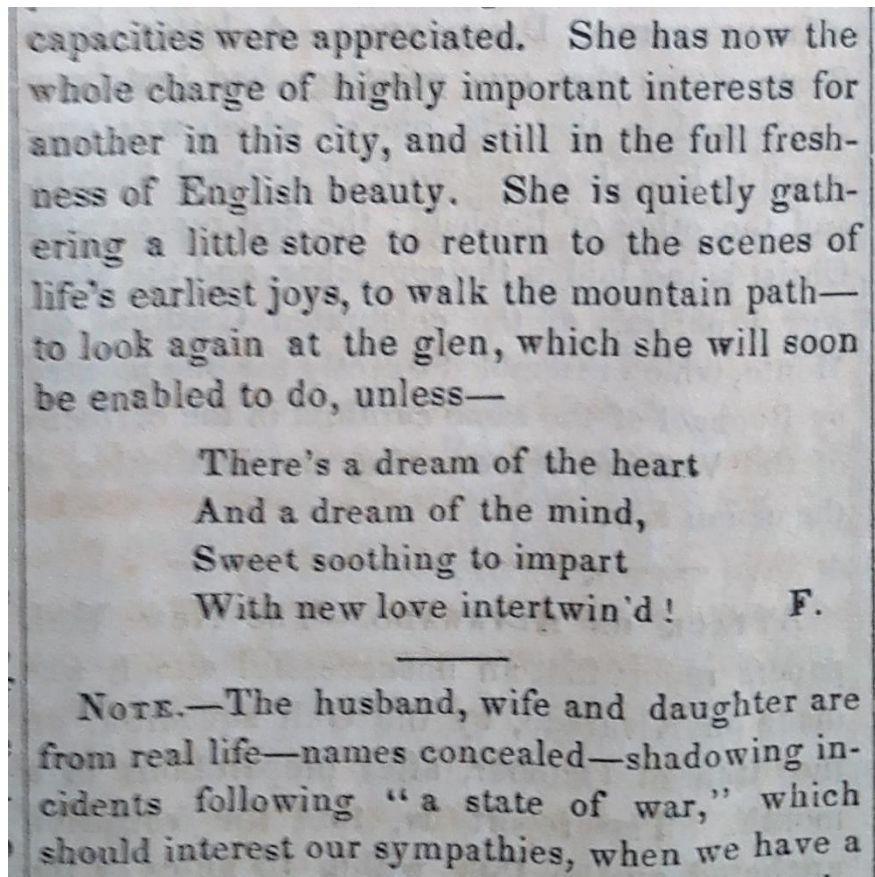 capacities were appreciated. She has now the
whole charge of highly important interests for
another in this city, and still in the full fresh-
ness of English beauty. She is quietly gath-
ering a little store to return to the scenes of
life's earliest joys, to walk the mountain path—
to look again at the glen, which she will soon
be enabled to do, unless—
There's a dream of the heart
And a dream of the mind,
Sweet soothing to impart
With new love intertwin'd! F.
NOTE.—The husband, wife and daughter are
from real life—names concealed—shadowing in-
cidents following “a state of war,” which
should interest our sympathies, when we have a